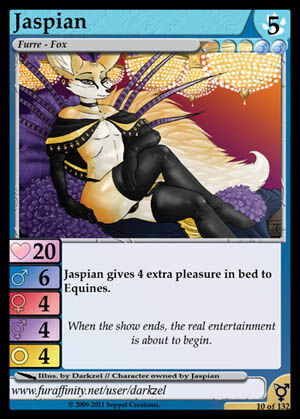 Jaspian
5
Furre - Fox
20
6
4
4
4
Jaspian gives 4 extra pleasure in bed to
Equines.
When the show ends, the real entertainment
is about to begin.
Illus. by Darkzel // Character owned by Jaspian
www.furaffinity.net/user/darkzel
© 2009-2011 Seppel Creations.
10 of 132